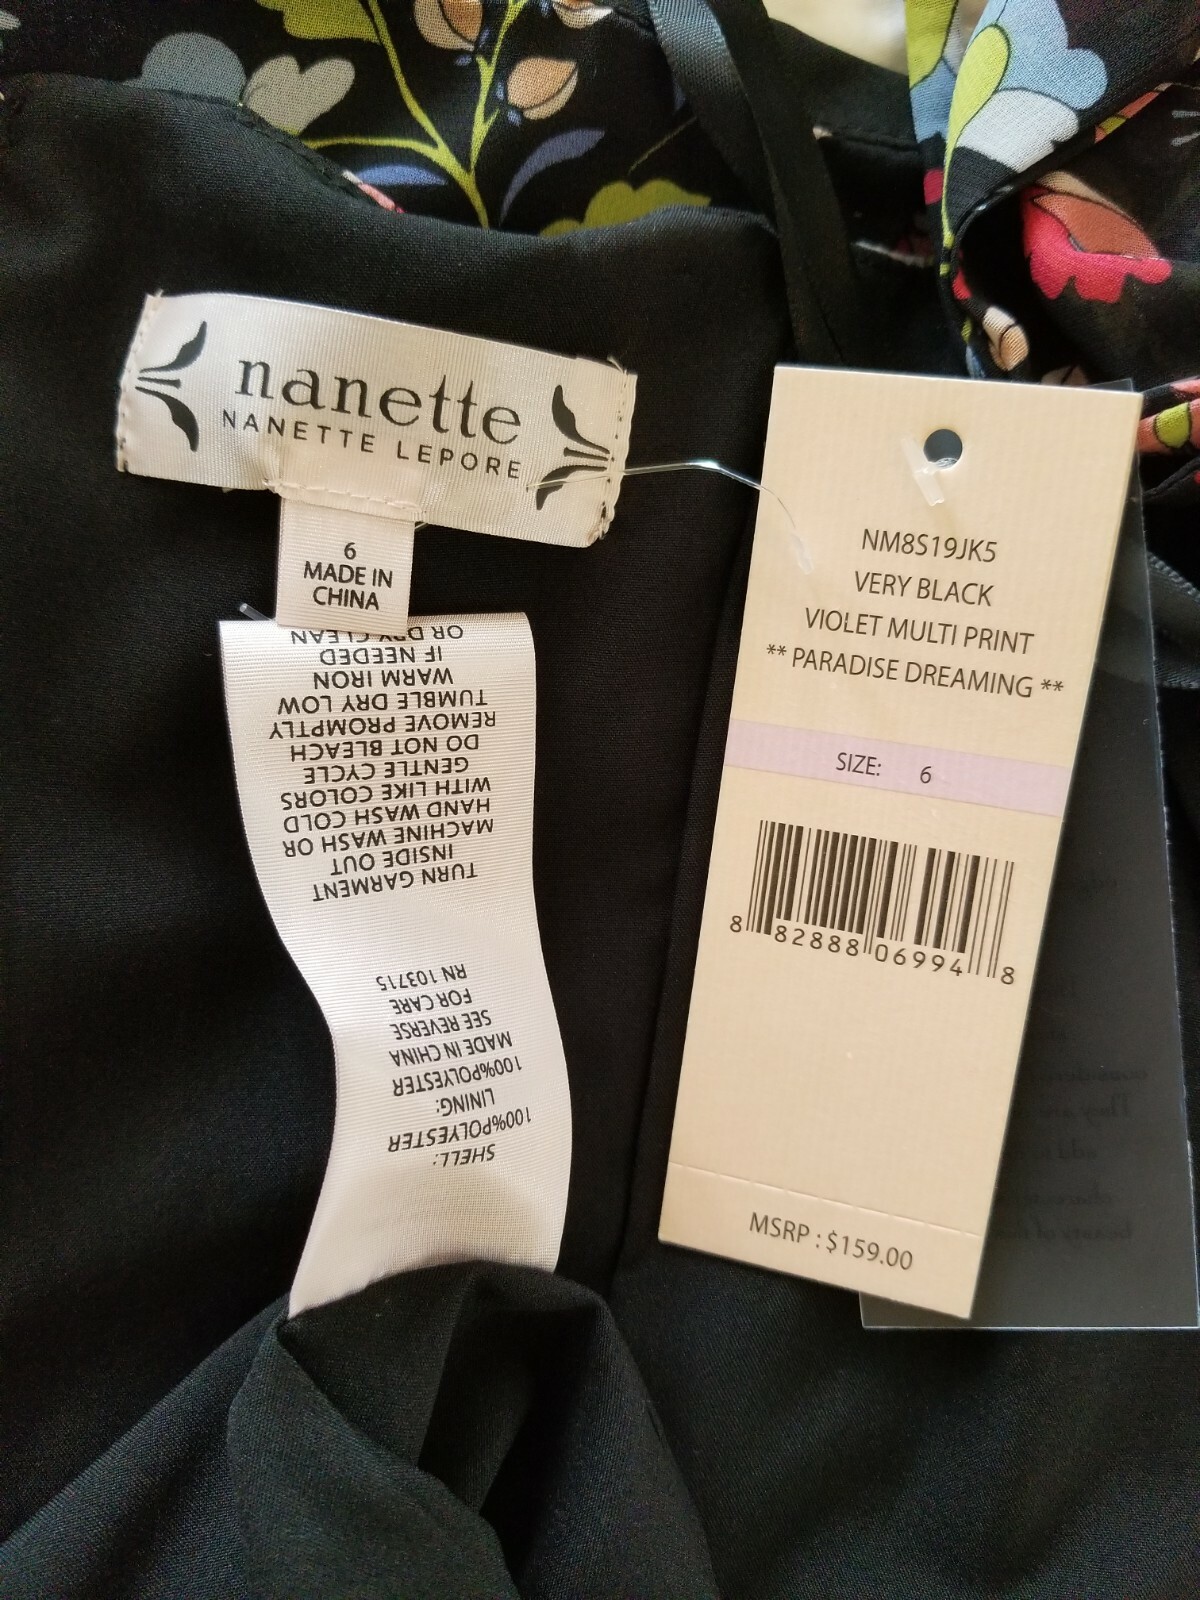 nanette
NANETTE LEPORE
6
MADE IN
CHINA
SHELL:
100%POLYESTER
LINING:
100%POLYESTER
MADE IN CHINA
SEE REVERSE
FOR CARE
RN 103715
TURN GARMENT
INSIDE OUT
MACHINE WASH OR
HAND WASH COLD
WITH LIKE COLORS
GENTLE CYCLE
DO NOT BLEACH
REMOVE PROMPTLY
TUMBLE DRY LOW
WARM IRON
IF NEEDED
OR DRY CLEAN
NM8S19JK5
VERY BLACK
VIOLET MULTI PRINT
** PARADISE DREAMING **
SIZE: 6
8 82888 06994 8
MSRP : $159.00